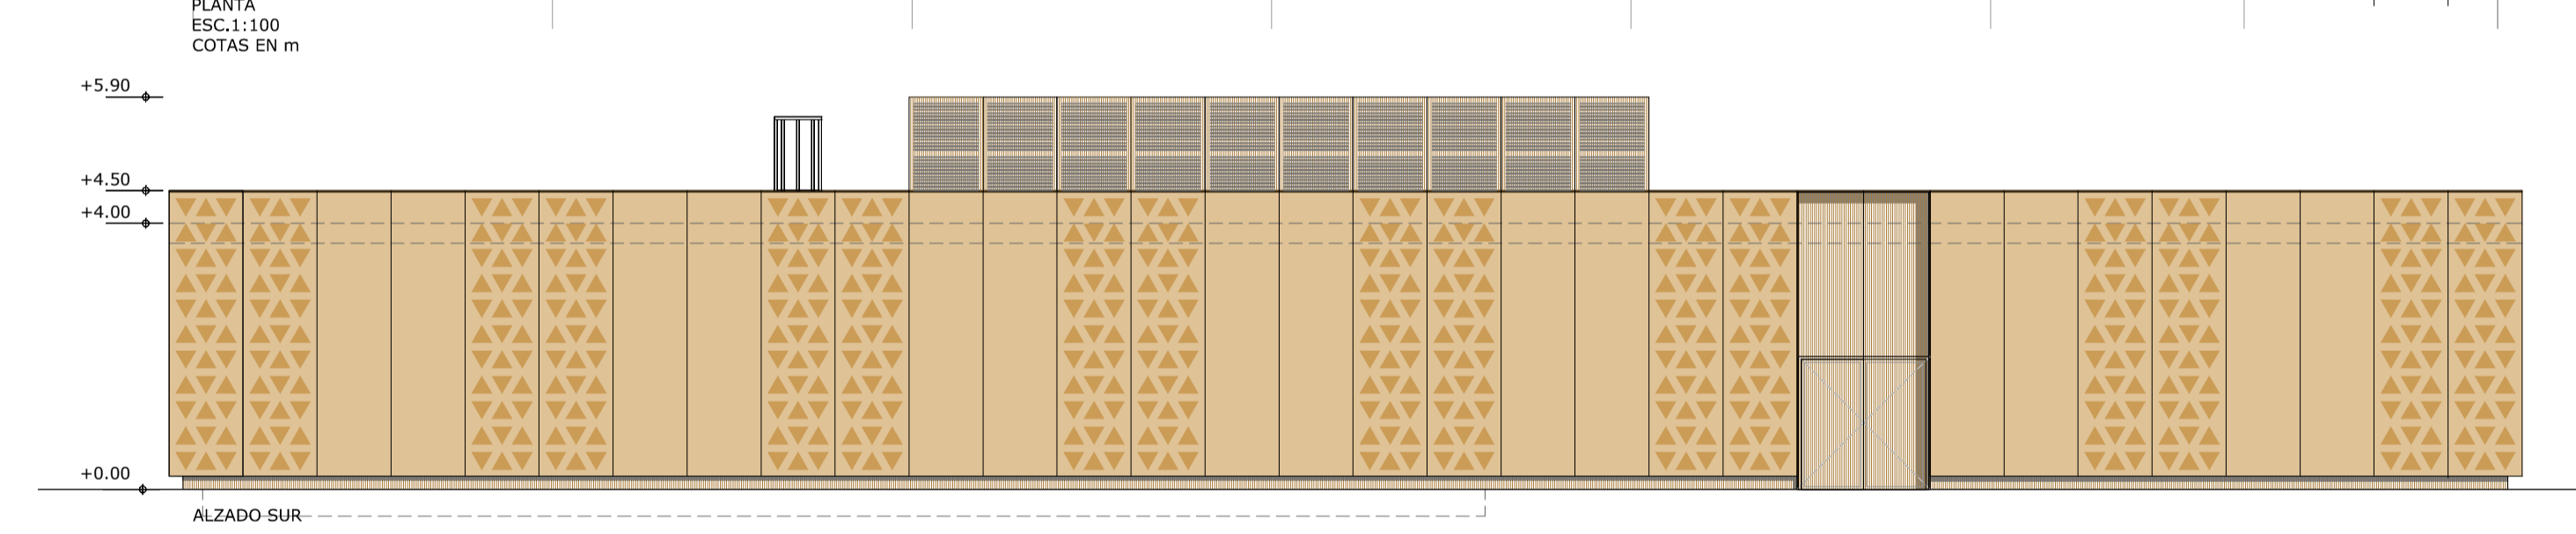 PLANTA
ESC.1:100
COTAS EN m
+5.90
+4.50
+4.00
+0.00
ALZADO SUR